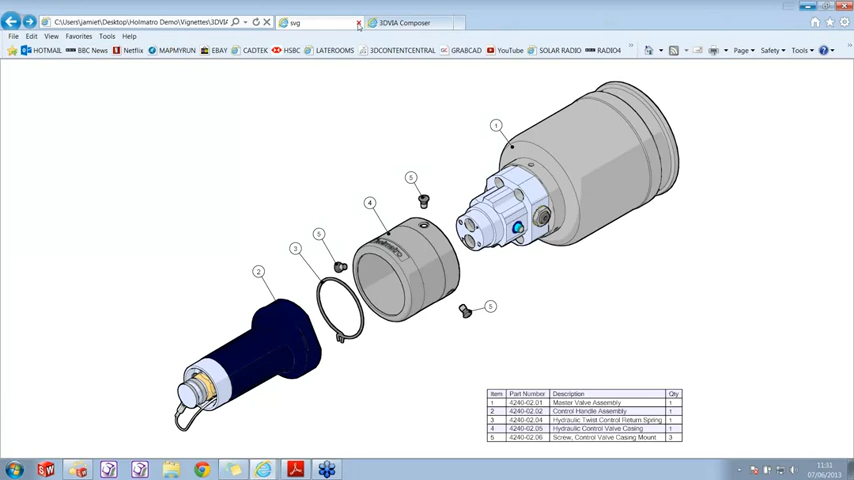 C:\Users\jamiet\Desktop\Holmatro Demo\Vignettes\3DVI
svg
3DVIA Composer
File Edit View Favorites Tools Help
HOTMAIL BBC News Netflix MAPMYRUN EBAY CADTEK HSBC LATEROOMS 3DCONTENTCENTRAL GRABCAD YouTube SOLAR RADIO RADIO4
Page Safety Tools
1
5
4
5
3
2
5
holmatro
Item Part Number Description Qty
1 4240-02.01 Master Valve Assembly 1
2 4240-02.02 Control Handle Assembly 1
3 4240-02.04 Hydraulic Twist Control Return Spring 1
4 4240-02.05 Hydraulic Control Valve Casing 1
5 4240-02.06 Screw, Control Valve Casing Mount 3
11:31
07/06/2013